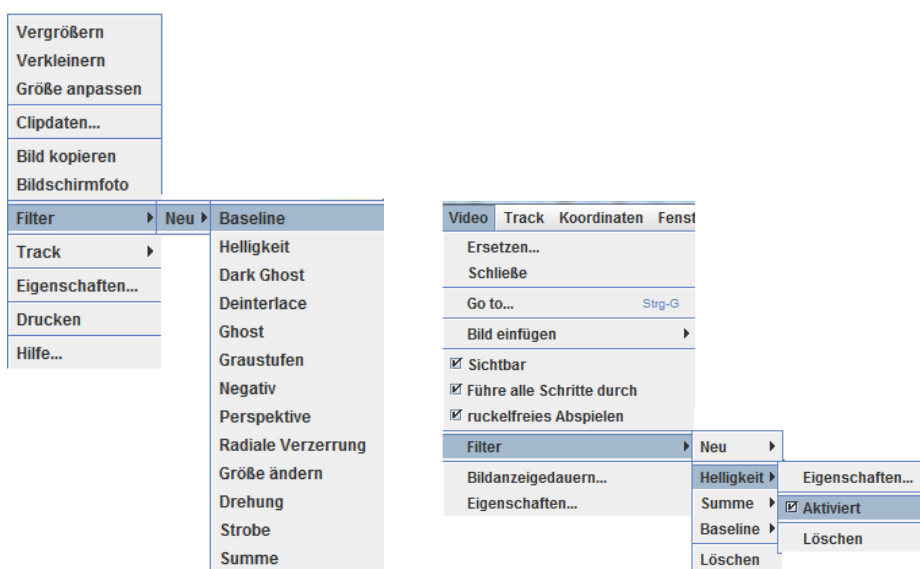 Vergrößern
Verkleinern
Größe anpassen
Clipdaten...
Bild kopieren
Bildschirmfoto
Filter Neu Baseline
Track
Eigenschaften...
Drucken
Hilfe...
Helligkeit
Dark Ghost
Deinterlace
Ghost
Graustufen
Negativ
Perspektive
Radiale Verzerrung
Größe ändern
Drehung
Strobe
Summe
Video Track Koordinaten Fenst
Ersetzen...
Schließe
Go to... Strg-G
Bild einfügen
Sichtbar
Führe alle Schritte durch
ruckelfreies Abspielen
Filter Neu
Bildanzeigedauern...
Eigenschaften...
Helligkeit Eigenschaften...
Summe Aktiviert
Baseline Löschen
Löschen